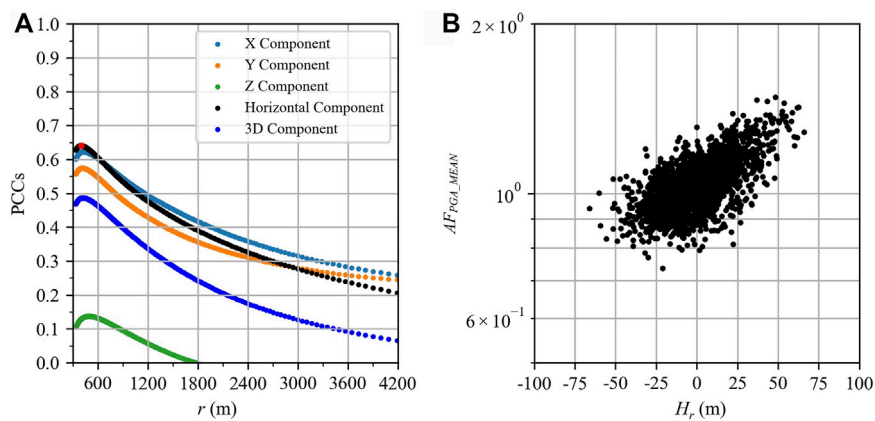 A
1.0
0.9
0.8
0.7
0.6
0.5
0.4
0.3
0.2
0.1
0.0
PCCs
X Component
Y Component
Z Component
Horizontal Component
3D Component
600 1200 1800 2400 3000 3600 4200
r (m)
B
2×10⁰
10⁰
6×10⁻¹
AF_PGA_MEAN
-100 -75 -50 -25 0 25 50 75 100
H_r (m)